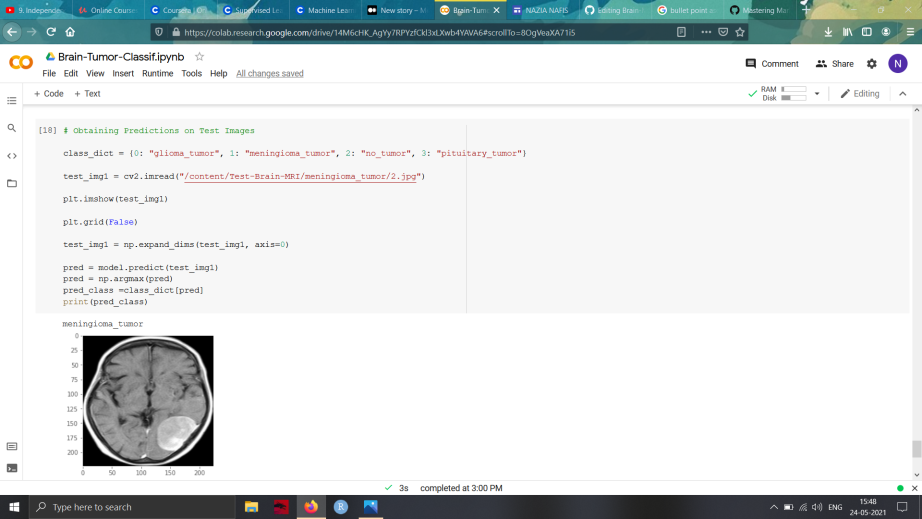 9. Independe
Online Course
Coursera | O
Supervised Lea
Machine Learn
New story – M
Brain-Tumo
NAZIA NAFIS
Editing Brain-
bullet point a
Mastering Mar
https://colab.research.google.com/drive/14M6cHK_AgYy7RPYzfCkI3xLXwb4YAVA6#scrollTo=8OgVeaXA71i5
Brain-Tumor-Classif.ipynb
File Edit View Insert Runtime Tools Help All changes saved
Comment
Share
N
+ Code + Text
RAM
Disk
Editing
[18] # Obtaining Predictions on Test Images
class_dict = {0: "glioma_tumor", 1: "meningioma_tumor", 2: "no_tumor", 3: "pituitary_tumor"}
test_img1 = cv2.imread("/content/Test-Brain-MRI/meningioma_tumor/2.jpg")
plt.imshow(test_img1)
plt.grid(False)
test_img1 = np.expand_dims(test_img1, axis=0)
pred = model.predict(test_img1)
pred = np.argmax(pred)
pred_class =class_dict[pred]
print(pred_class)
meningioma_tumor
0
25
50
75
100
125
150
175
200
0 50 100 150 200
3s completed at 3:00 PM
Type here to search
R
ENG
15:48
24-05-2021